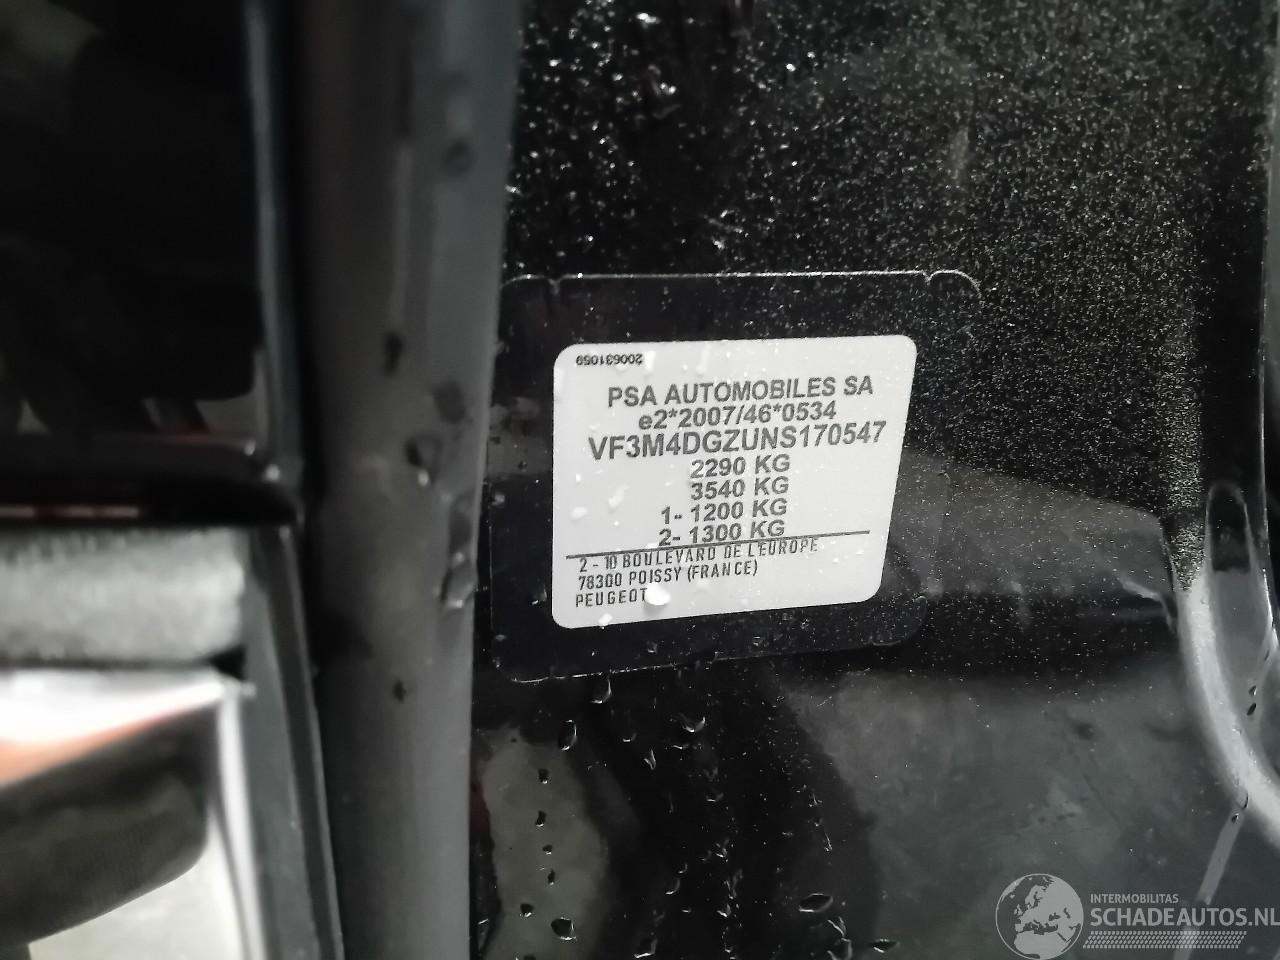 200631059
PSA AUTOMOBILES SA
e2*2007/46*0534
VF3M4DGZUNS170547
2290 KG
3540 KG
1- 1200 KG
2- 1300 KG
2 - 10 BOULEVARD DE L'EUROPE
78300 POISSY (FRANCE)
PEUGEOT
INTERMOBILITAS
SCHADEAUTOS.NL